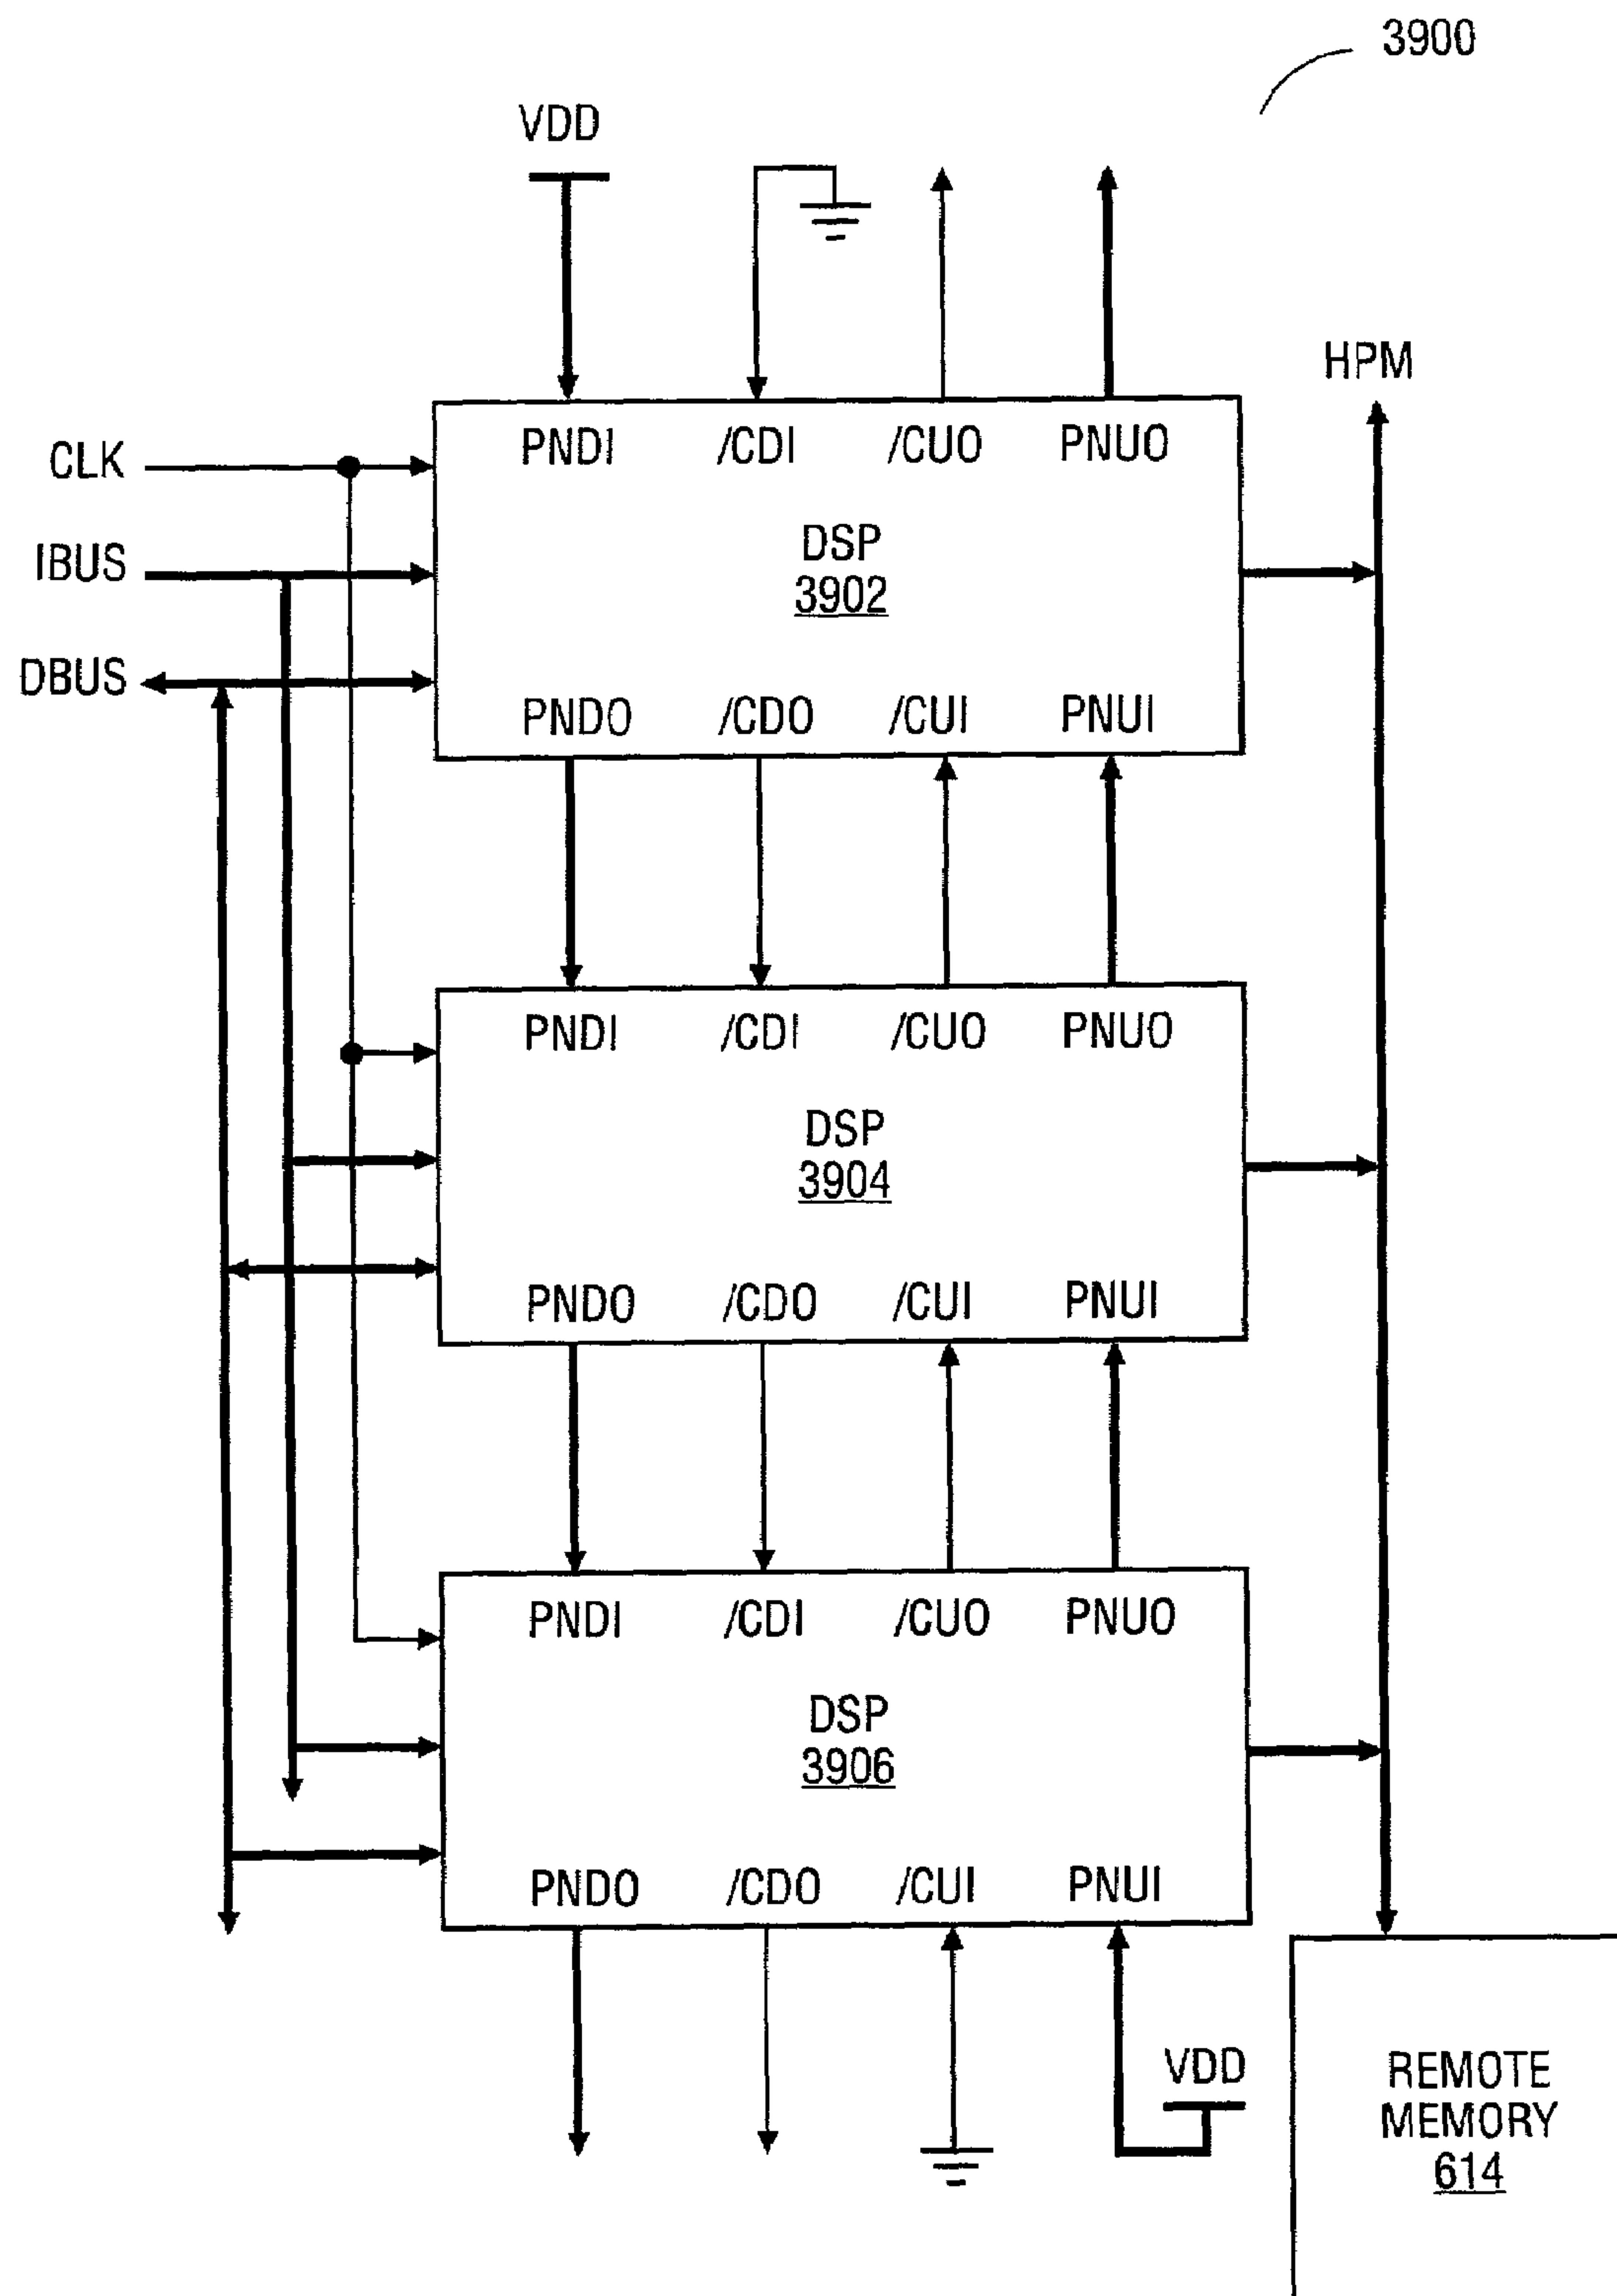 3900
VDD
HPM
CLK
IBUS
DBUS
PNDI /CDI /CUO PNUO
DSP
3902
PNDO /CDO /CUI PNUI
PNDI /CDI /CUO PNUO
DSP
3904
PNDO /CDO /CUI PNUI
PNDI /CDI /CUO PNUO
DSP
3906
PNDO /CDO /CUI PNUI
VDD
REMOTE
MEMORY
614